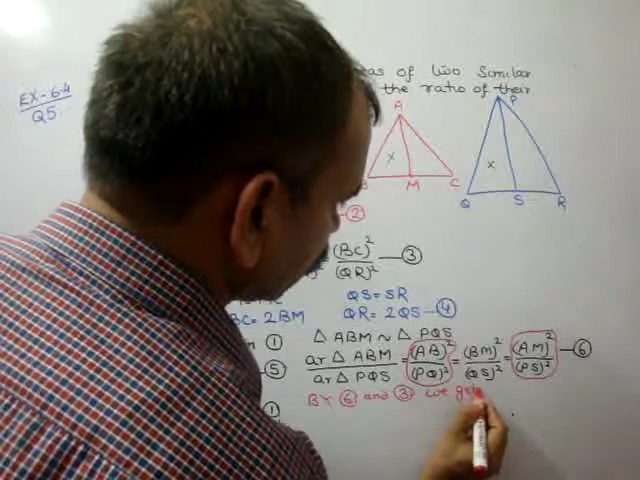 EX-6.4
Q5.
eas of two Similar
the ratio of their
A
x
M
C
P
x
Q
S
R
②
(BC)² / (QR)² — ③
QS = SR
BC = 2BM
QR = 2QS — ④
①
△ ABM ~ △ PQS
⑤
ar △ ABM / ar △ PQS = (AB)² / (PQ)² = (BM)² / (QS)² = (AM)² / (PS)² — ⑥
①
By ⑥ and ③ we get